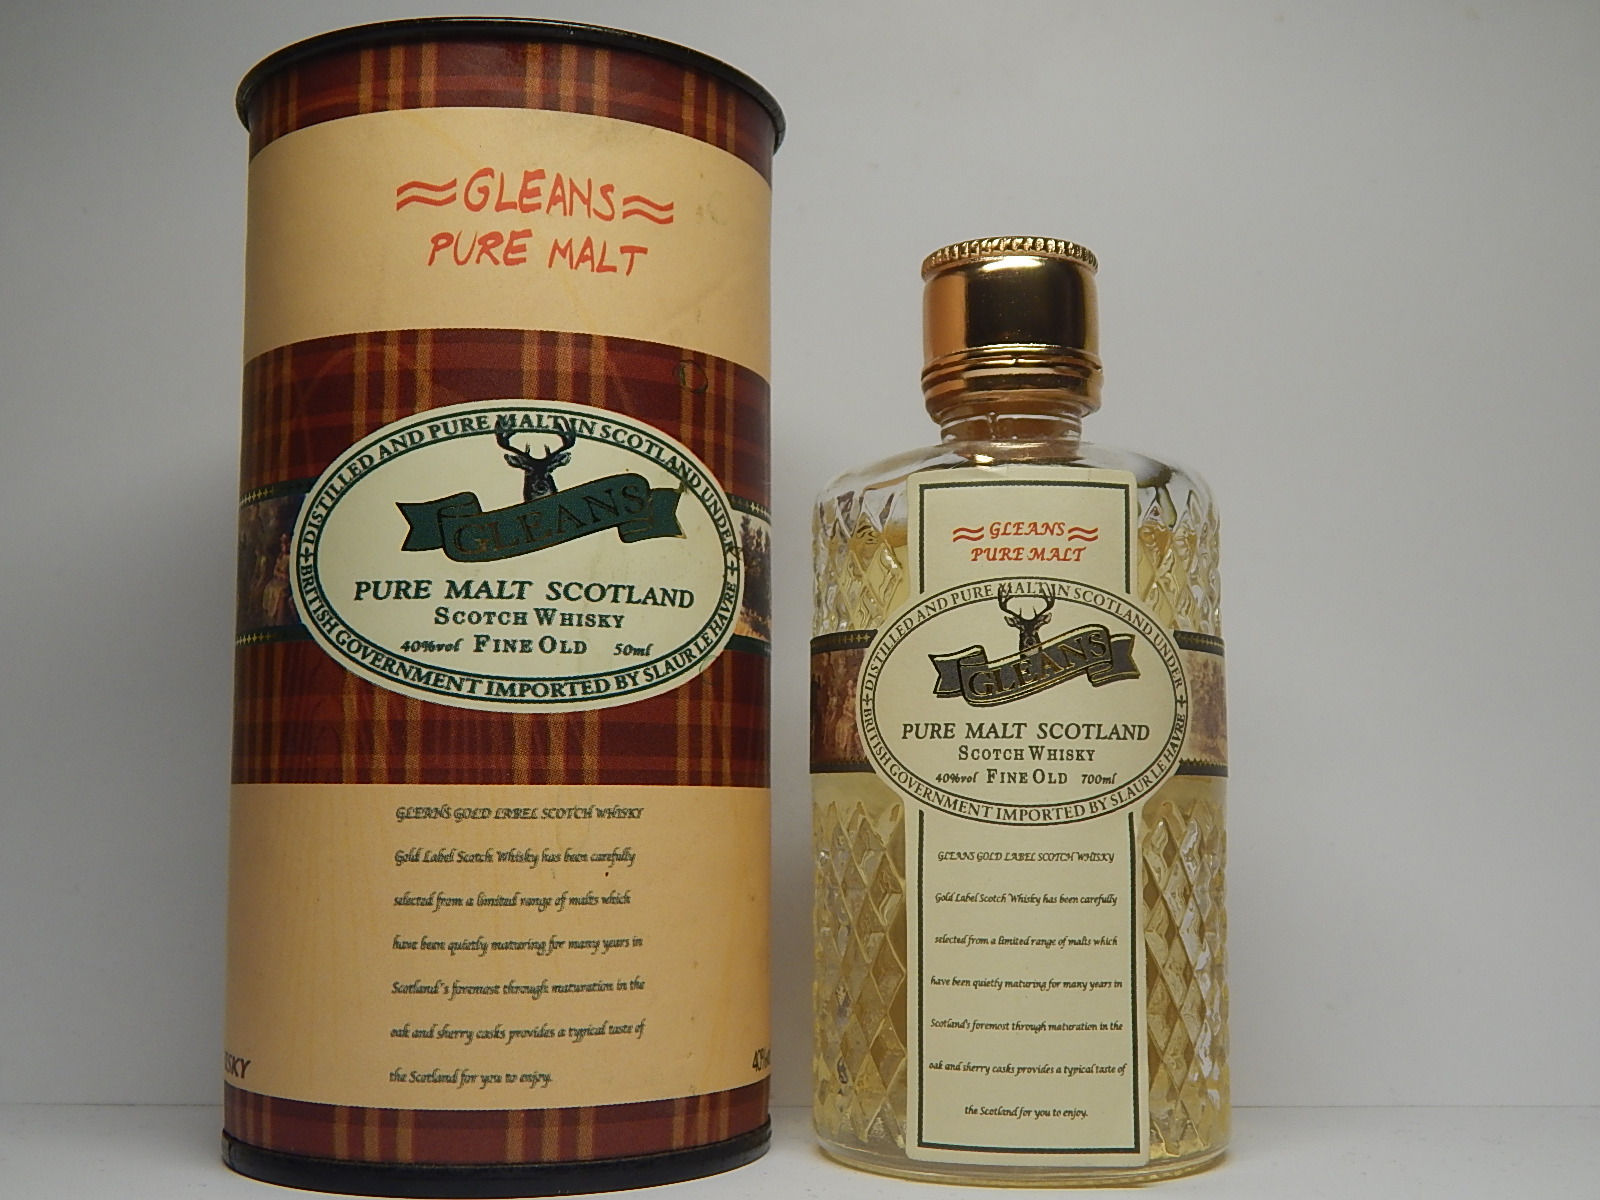 ≈GLEANS≈
PURE MALT
DISTILLED AND PURE MALT IN SCOTLAND UNDER
GLEANS
PURE MALT SCOTLAND
SCOTCH WHISKY
40%vol FINE OLD 50ml
BRITISH GOVERNMENT IMPORTED BY SLAUR LE HAVRE
GLEANS GOLD LABEL SCOTCH WHISKY
Gold Label Scotch Whisky has been carefully
selected from a limited range of malts which
have been quietly maturing for many years in
Scotland's foremost through maturation in the
oak and sherry casks provides a typical taste of
the Scotland for you to enjoy.
ISKY
40%
≈GLEANS≈
PURE MALT
DISTILLED AND PURE MALT IN SCOTLAND UNDER
GLEANS
PURE MALT SCOTLAND
SCOTCH WHISKY
40%vol FINE OLD 700ml
BRITISH GOVERNMENT IMPORTED BY SLAUR LE HAVRE
GLEANS GOLD LABEL SCOTCH WHISKY
Gold Label Scotch Whisky has been carefully
selected from a limited range of malts which
have been quietly maturing for many years in
Scotland's foremost through maturation in the
oak and sherry casks provides a typical taste of
the Scotland for you to enjoy.